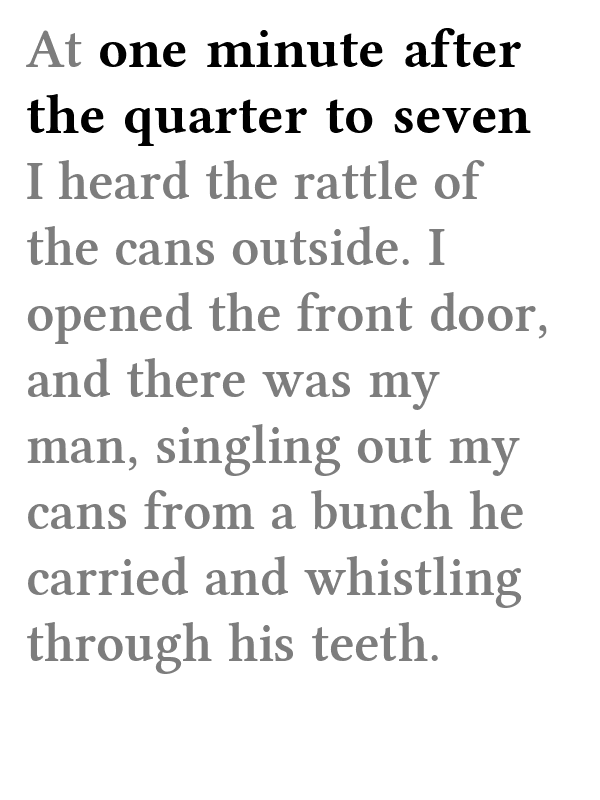 At one minute after
the quarter to seven
I heard the rattle of
the cans outside. I
opened the front door,
and there was my
man, singling out my
cans from a bunch he
carried and whistling
through his teeth.